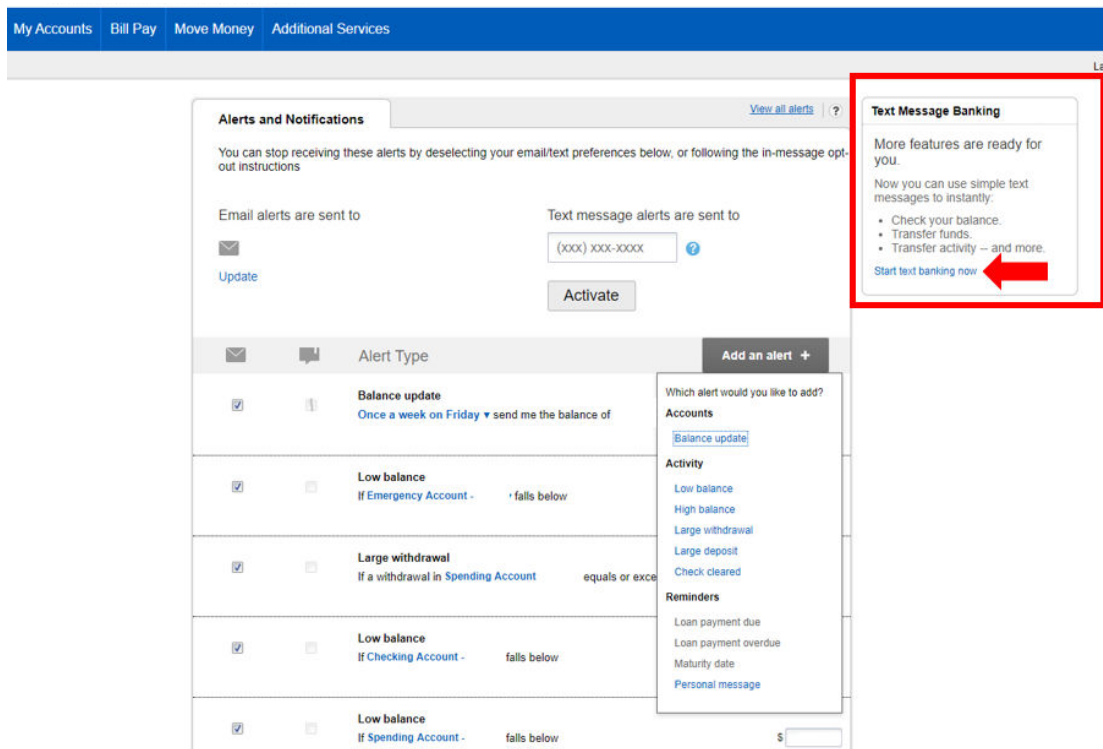 My Accounts Bill Pay Move Money Additional Services
La
Alerts and Notifications
View all alerts ?
You can stop receiving these alerts by deselecting your email/text preferences below, or following the in-message opt-
out instructions
Email alerts are sent to
Update
Text message alerts are sent to
(xxx) xxx-xxxx ?
Activate
Text Message Banking
More features are ready for
you.
Now you can use simple text
messages to instantly:
• Check your balance.
• Transfer funds.
• Transfer activity -- and more.
Start text banking now
Alert Type
Add an alert +
Balance update
Once a week on Friday ▾ send me the balance of
Low balance
If Emergency Account - falls below
Large withdrawal
If a withdrawal in Spending Account equals or exce
Low balance
If Checking Account - falls below
Low balance
If Spending Account - falls below $
Which alert would you like to add?
Accounts
Balance update
Activity
Low balance
High balance
Large withdrawal
Large deposit
Check cleared
Reminders
Loan payment due
Loan payment overdue
Maturity date
Personal message